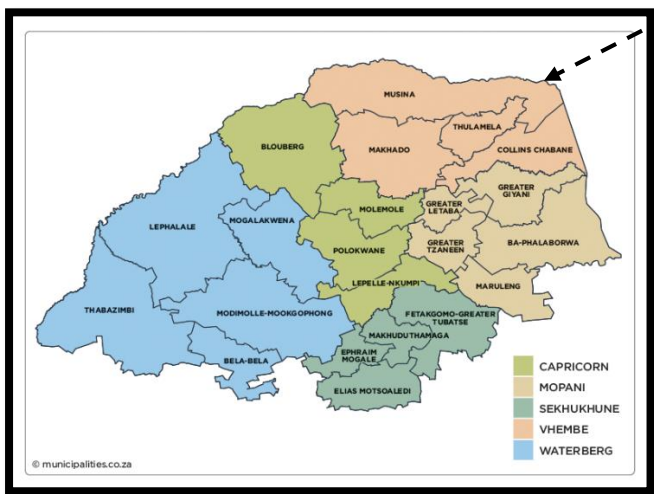 MUSINA
THULAMELA
BLOUBERG
MAKHADO
COLLINS CHABANE
GREATER
GIYANI
MOLEMOLE
GREATER
LETABA
LEPHALALE
MOGALAKWENA
POLOKWANE
GREATER
TZANEEN
BA-PHALABORWA
LEPELLE-NKUMPI
MARULENG
THABAZIMBI
MODIMOLLE-MOOKGOPHONG
FETAKGOMO-GREATER
TUBATSE
MAKHUDUTHAMAGA
BELA-BELA
EPHRAIM
MOGALE
ELIAS MOTSOALEDI
CAPRICORN
MOPANI
SEKHUKHUNE
VHEMBE
WATERBERG
© municipalities.co.za